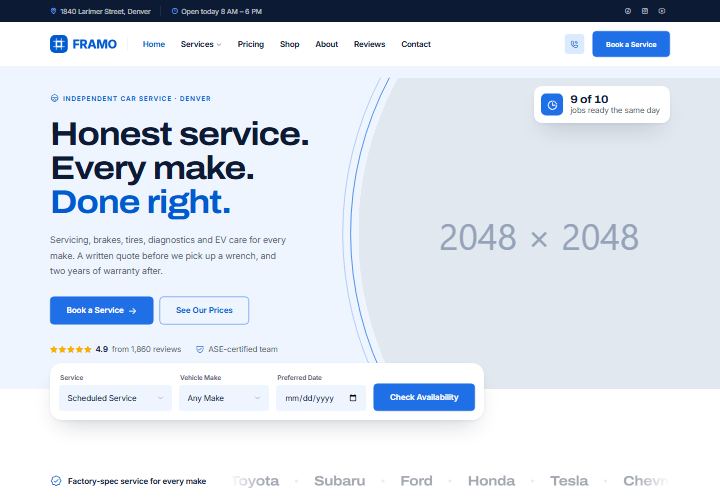 1840 Larimer Street, Denver
Open today 8 AM – 6 PM
FRAMO
Home
Services
Pricing
Shop
About
Reviews
Contact
Book a Service
INDEPENDENT CAR SERVICE · DENVER
Honest service.
Every make.
Done right.
Servicing, brakes, tires, diagnostics and EV care for every
make. A written quote before we pick up a wrench, and
two years of warranty after.
Book a Service →
See Our Prices
4.9 from 1,860 reviews
ASE-certified team
9 of 10
jobs ready the same day
2048 × 2048
Service
Scheduled Service
Vehicle Make
Any Make
Preferred Date
mm/dd/yyyy
Check Availability
Factory-spec service for every make
Toyota · Subaru · Ford · Honda · Tesla · Chevr